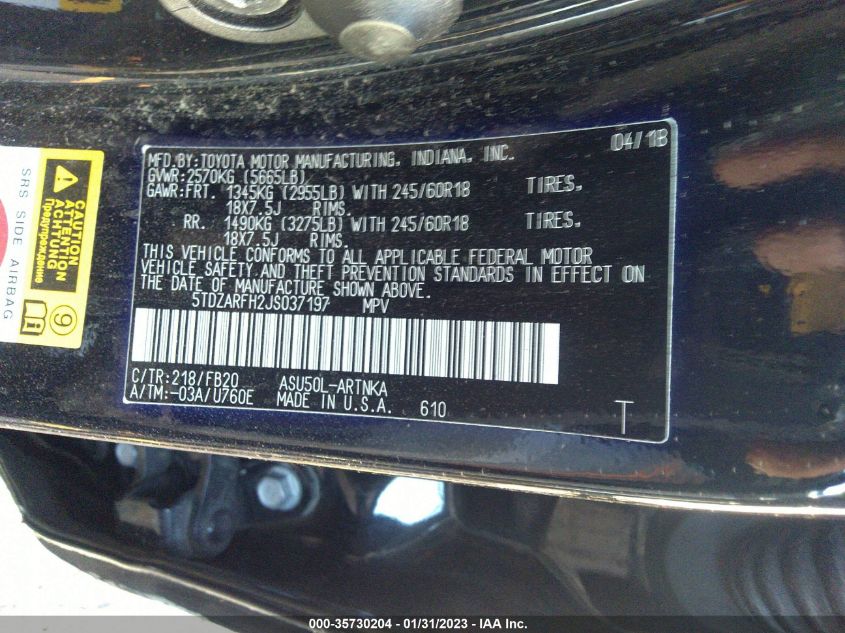 MFD.BY:TOYOTA MOTOR MANUFACTURING, INDIANA, INC. 04/18
GVWR:2570KG (5665LB)
GAWR:FRT. 1345KG (2955LB) WITH 245/60R18 TIRES,
18X7.5J RIMS.
RR. 1490KG (3275LB) WITH 245/60R18 TIRES,
18X7.5J RIMS.
THIS VEHICLE CONFORMS TO ALL APPLICABLE FEDERAL MOTOR
VEHICLE SAFETY AND THEFT PREVENTION STANDARDS IN EFFECT ON
THE DATE OF MANUFACTURE SHOWN ABOVE.
5TDZARFH2JS037197 MPV
C/TR:218/FB20 ASU50L-ARTNKA
A/TM:-03A/U760E MADE IN U.S.A. 610 T
SRS SIDE AIRBAG
CAUTION
ATTENTION
ACHTUNG
Предупреждение
9
000-35730204 - 01/31/2023 - IAA Inc.